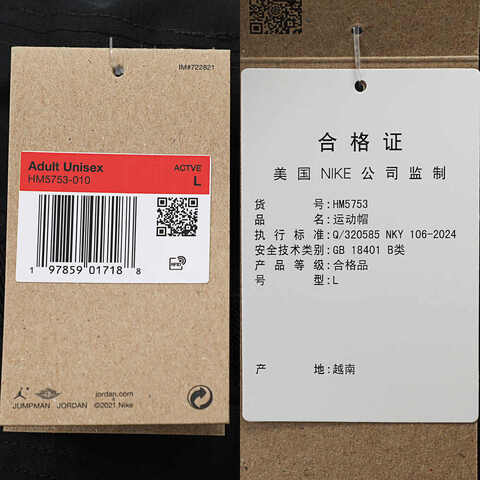 IM#722821
Adult Unisex
HM5753-010
ACTVE
L
1 97859 01718 8
RFID
JUMPMAN JORDAN
jordan.com
©2021 Nike
合格证
美国 NIKE 公司监制
货号:HM5753
品名:运动帽
执行标准:Q/320585 NKY 106-2024
安全技术类别:GB 18401 B类
产品等级:合格品
号型:L
产地:越南